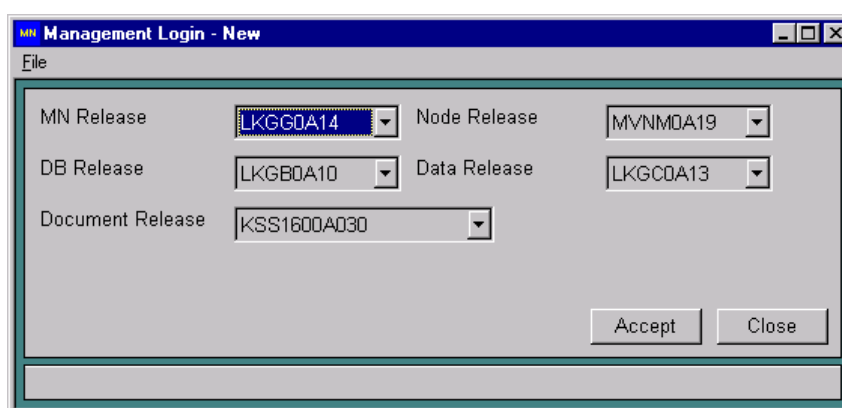 MN Management Login - New
File
MN Release LKGG0A14 Node Release MVNM0A19
DB Release LKGB0A10 Data Release LKGC0A13
Document Release KSS1600A030
Accept Close